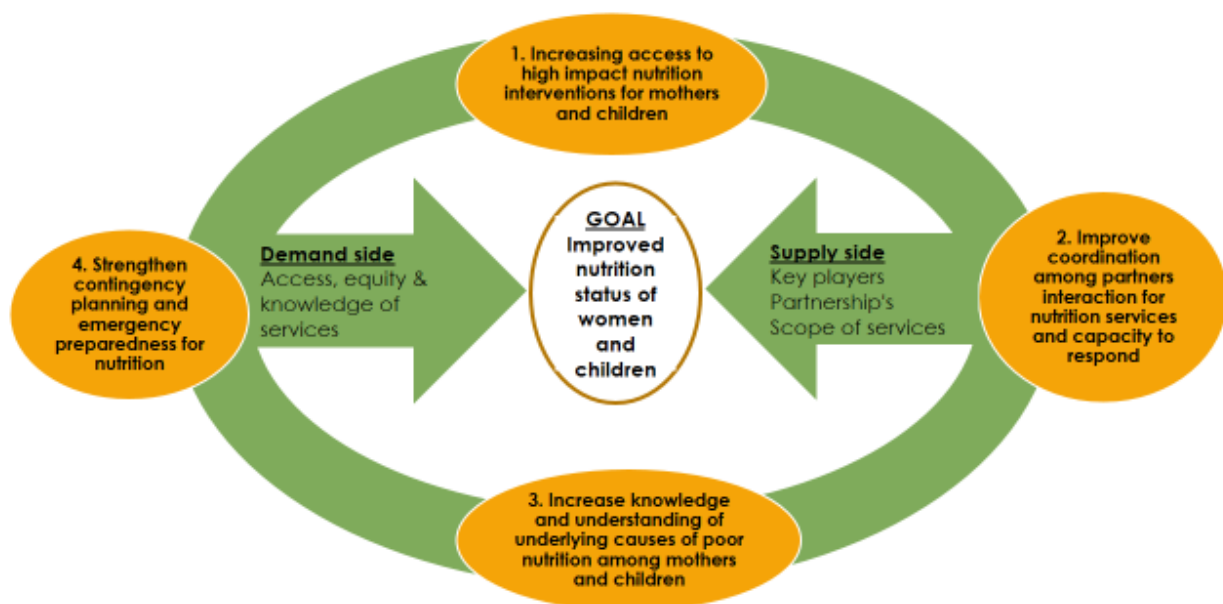 1. Increasing access to
high impact nutrition
interventions for mothers
and children
GOAL
Improved
nutrition
status of
women
and
children
Demand side
Access, equity &
knowledge of
services
Supply side
Key players
Partnership's
Scope of services
2. Improve
coordination
among partners
interaction for
nutrition services
and capacity to
respond
4. Strengthen
contingency
planning and
emergency
preparedness for
nutrition
3. Increase knowledge
and understanding of
underlying causes of poor
nutrition among mothers
and children